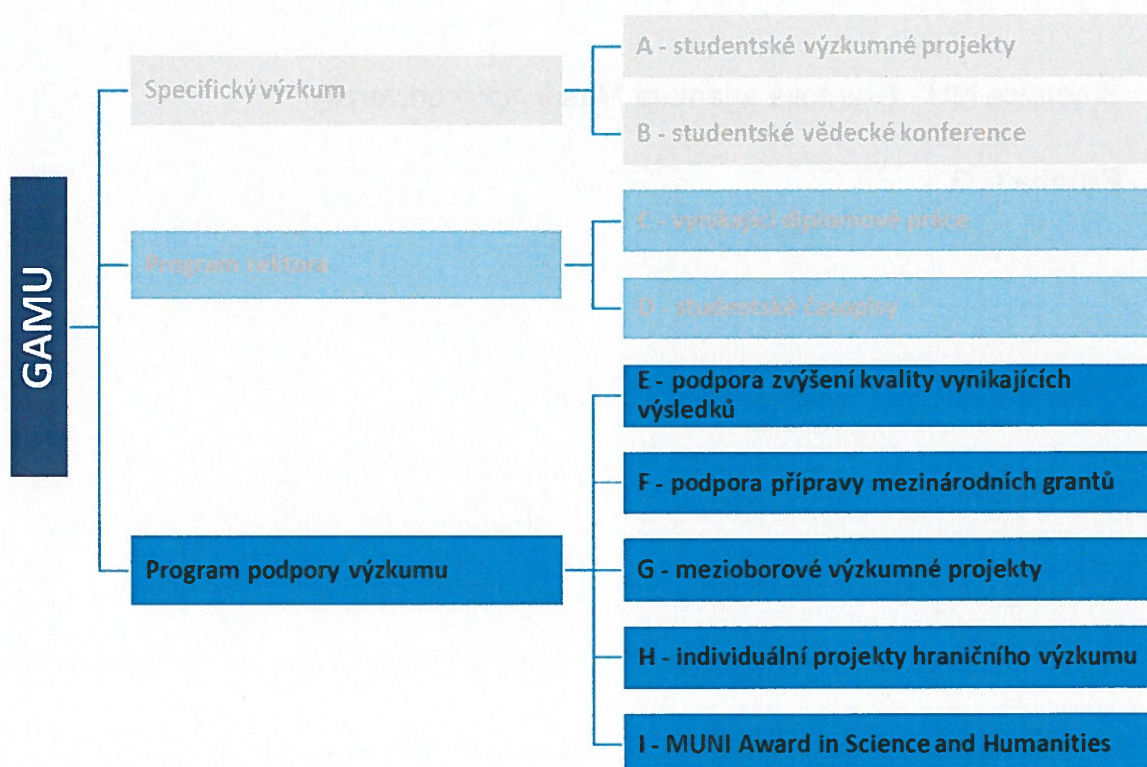 GAMU
Specifický výzkum
A - studentské výzkumné projekty
B - studentské vědecké konference
Program rektora
C - vynikající diplomové práce
D - studentské časopisy
Program podpory výzkumu
E - podpora zvýšení kvality vynikajících
výsledků
F - podpora přípravy mezinárodních grantů
G - mezioborové výzkumné projekty
H - individuální projekty hraničního výzkumu
I - MUNI Award in Science and Humanities